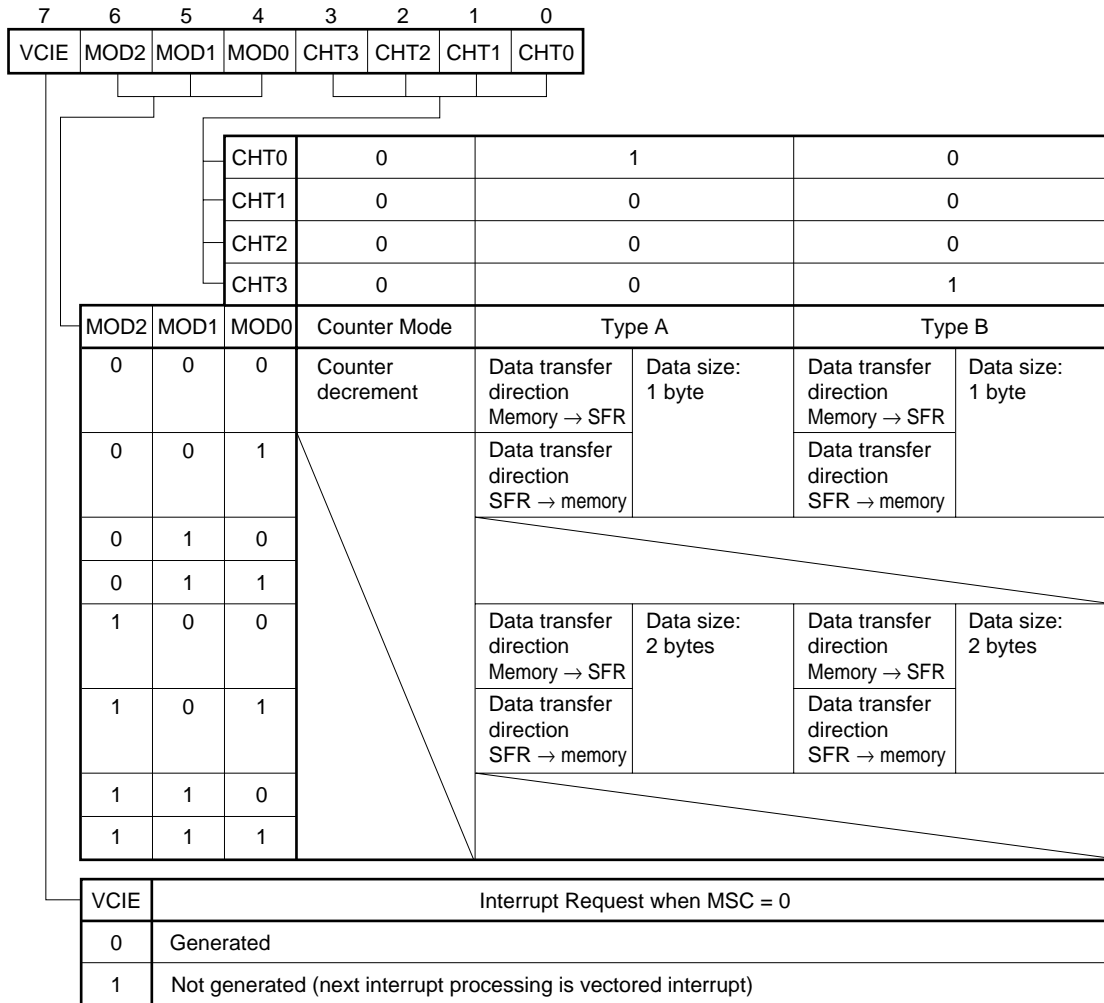 7 6 5 4 3 2 1 0
VCIE MOD2 MOD1 MOD0 CHT3 CHT2 CHT1 CHT0
CHT0 0 1 0
CHT1 0 0 0
CHT2 0 0 0
CHT3 0 0 1
MOD2 MOD1 MOD0 Counter Mode Type A Type B
0 0 0 Counter Data transfer Data size: Data transfer Data size:
decrement direction 1 byte direction 1 byte
Memory → SFR Memory → SFR
0 0 1 Data transfer Data transfer
direction direction
SFR → memory SFR → memory
0 1 0
0 1 1
1 0 0 Data transfer Data size: Data transfer Data size:
direction 2 bytes direction 2 bytes
Memory → SFR Memory → SFR
1 0 1 Data transfer Data transfer
direction direction
SFR → memory SFR → memory
1 1 0
1 1 1
VCIE Interrupt Request when MSC = 0
0 Generated
1 Not generated (next interrupt processing is vectored interrupt)